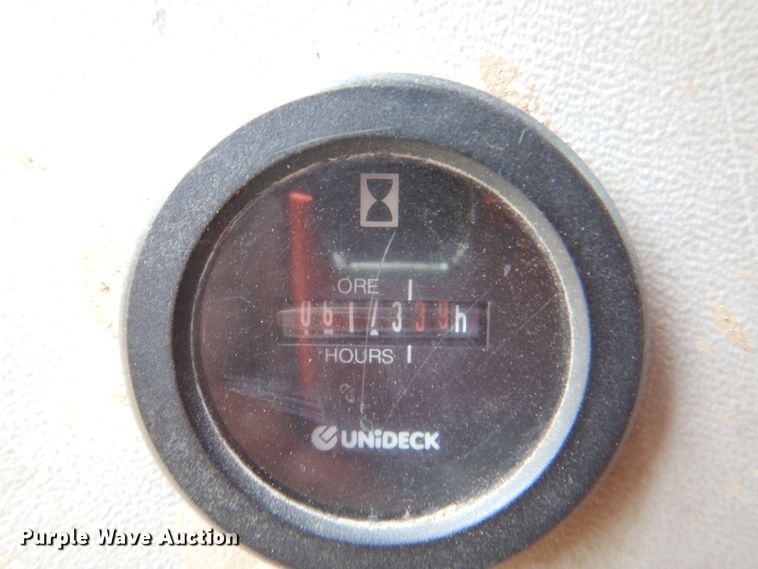 ORE
h
HOURS
UNiDECK
Purple Wave Auction